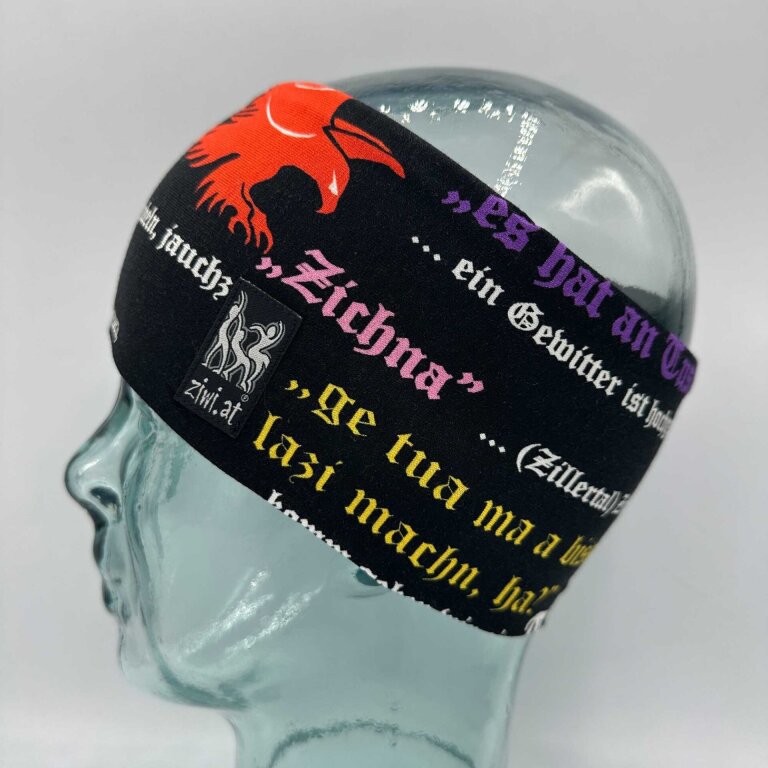 „es hat an
... ein Gewitter ist
jauchz
„Zichna”
ziwi.at®
... (Zillertal)
„ge tua ma a
lazi machn, ha?”